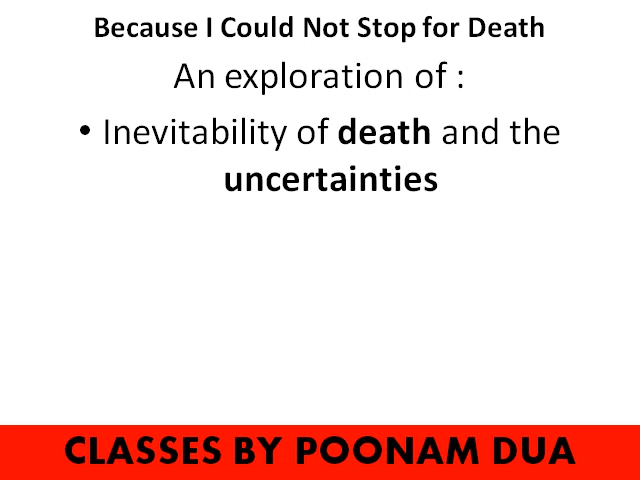 Because I Could Not Stop for Death
An exploration of :
• Inevitability of death and the
uncertainties
CLASSES BY POONAM DUA